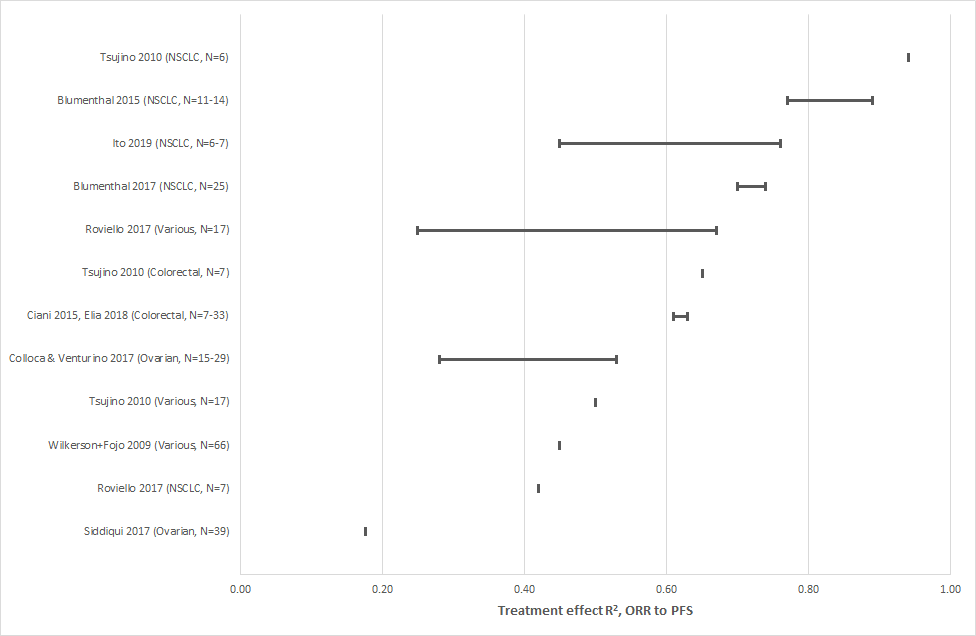 Tsujino 2010 (NSCLC, N=6)
Blumenthal 2015 (NSCLC, N=11-14)
Ito 2019 (NSCLC, N=6-7)
Blumenthal 2017 (NSCLC, N=25)
Roviello 2017 (Various, N=17)
Tsujino 2010 (Colorectal, N=7)
Ciani 2015, Elia 2018 (Colorectal, N=7-33)
Colloca & Venturino 2017 (Ovarian, N=15-29)
Tsujino 2010 (Various, N=17)
Wilkerson+Fojo 2009 (Various, N=66)
Roviello 2017 (NSCLC, N=7)
Siddiqui 2017 (Ovarian, N=39)
0.00 0.20 0.40 0.60 0.80 1.00
Treatment effect R², ORR to PFS